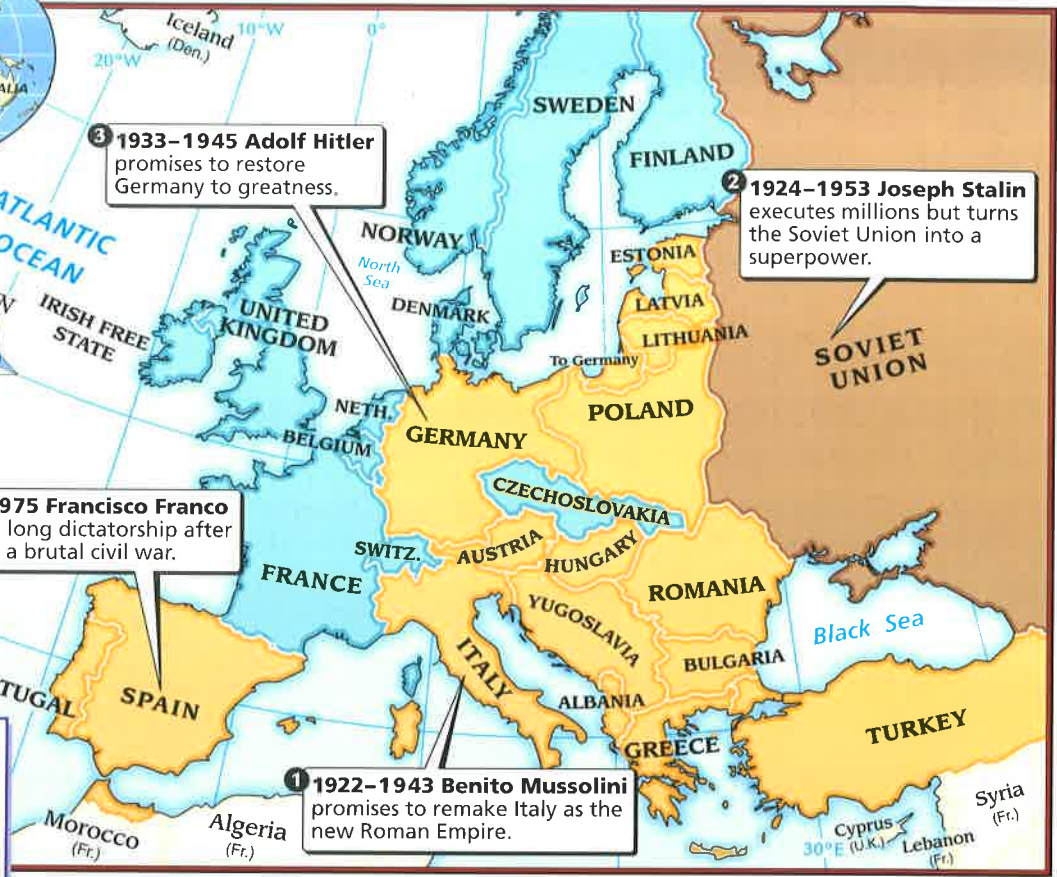 Iceland
(Den.)
10°W
0°
20°W
ALIA
SWEDEN
FINLAND
3 1933–1945 Adolf Hitler
promises to restore
Germany to greatness.
2 1924–1953 Joseph Stalin
executes millions but turns
the Soviet Union into a
superpower.
ATLANTIC
OCEAN
NORWAY
North
Sea
ESTONIA
LATVIA
LITHUANIA
DENMARK
IRISH FREE
STATE
UNITED
KINGDOM
To Germany
SOVIET
UNION
NETH.
BELGIUM
GERMANY
POLAND
CZECHOSLOVAKIA
975 Francisco Franco
long dictatorship after
a brutal civil war.
SWITZ.
AUSTRIA
HUNGARY
FRANCE
ROMANIA
YUGOSLAVIA
Black Sea
ITALY
BULGARIA
TUGAL
SPAIN
ALBANIA
GREECE
TURKEY
1 1922–1943 Benito Mussolini
promises to remake Italy as the
new Roman Empire.
Morocco
(Fr.)
Algeria
(Fr.)
Syria
(Fr.)
Cyprus
(U.K.)
30°E
Lebanon
(Fr.)